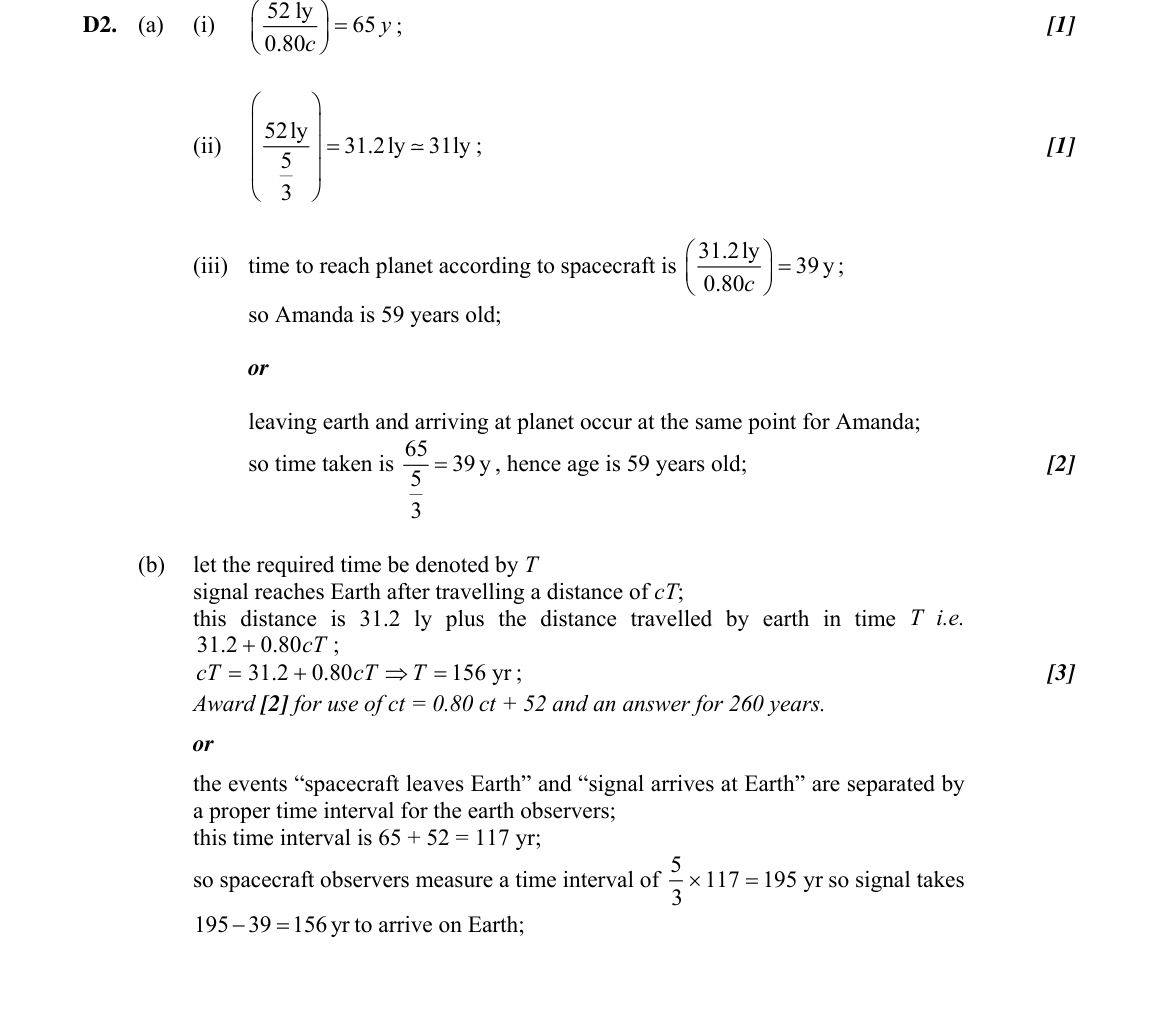 D2. (a) (i) (52 ly / 0.80c) = 65 y ; [1]
(ii) (52 ly / (5/3)) = 31.2 ly ≃ 31 ly ; [1]
(iii) time to reach planet according to spacecraft is (31.2 ly / 0.80c) = 39 y ;
so Amanda is 59 years old;
or
leaving earth and arriving at planet occur at the same point for Amanda;
so time taken is 65 / (5/3) = 39 y , hence age is 59 years old; [2]
(b) let the required time be denoted by T
signal reaches Earth after travelling a distance of cT;
this distance is 31.2 ly plus the distance travelled by earth in time T i.e.
31.2 + 0.80cT ;
cT = 31.2 + 0.80cT ⇒ T = 156 yr ; [3]
Award [2] for use of ct = 0.80 ct + 52 and an answer for 260 years.
or
the events “spacecraft leaves Earth” and “signal arrives at Earth” are separated by
a proper time interval for the earth observers;
this time interval is 65 + 52 = 117 yr;
so spacecraft observers measure a time interval of 5/3 × 117 = 195 yr so signal takes
195 − 39 = 156 yr to arrive on Earth;